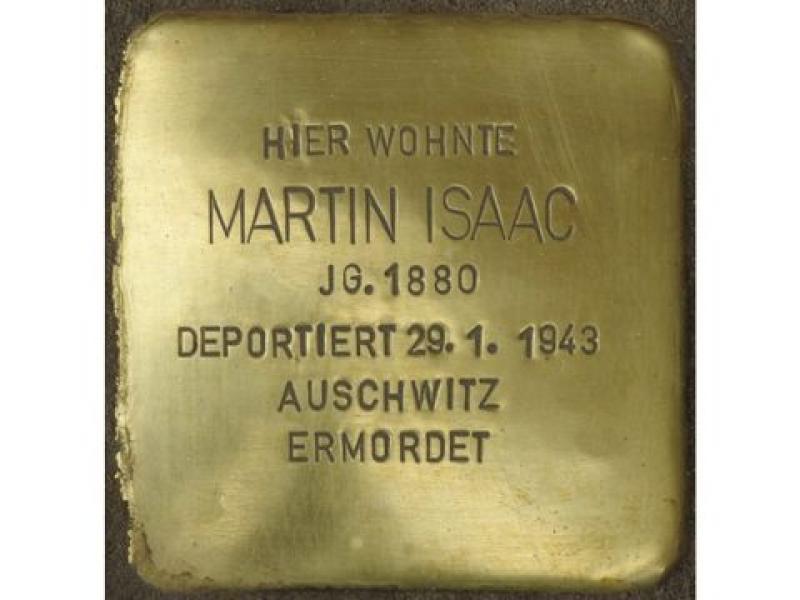 HIER WOHNTE
MARTIN ISAAC
JG. 1880
DEPORTIERT 29. 1. 1943
AUSCHWITZ
ERMORDET